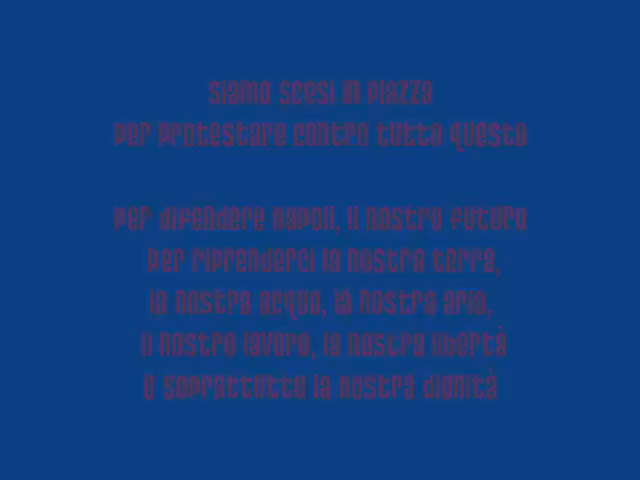 siamo scesi in piazza
per protestare contro tutto questo
per difendere napoli, il nostro futuro
per riprenderci la nostra terra,
la nostra acqua, la nostra aria,
il nostro lavoro, la nostra libertà
e soprattutto la nostra dignità